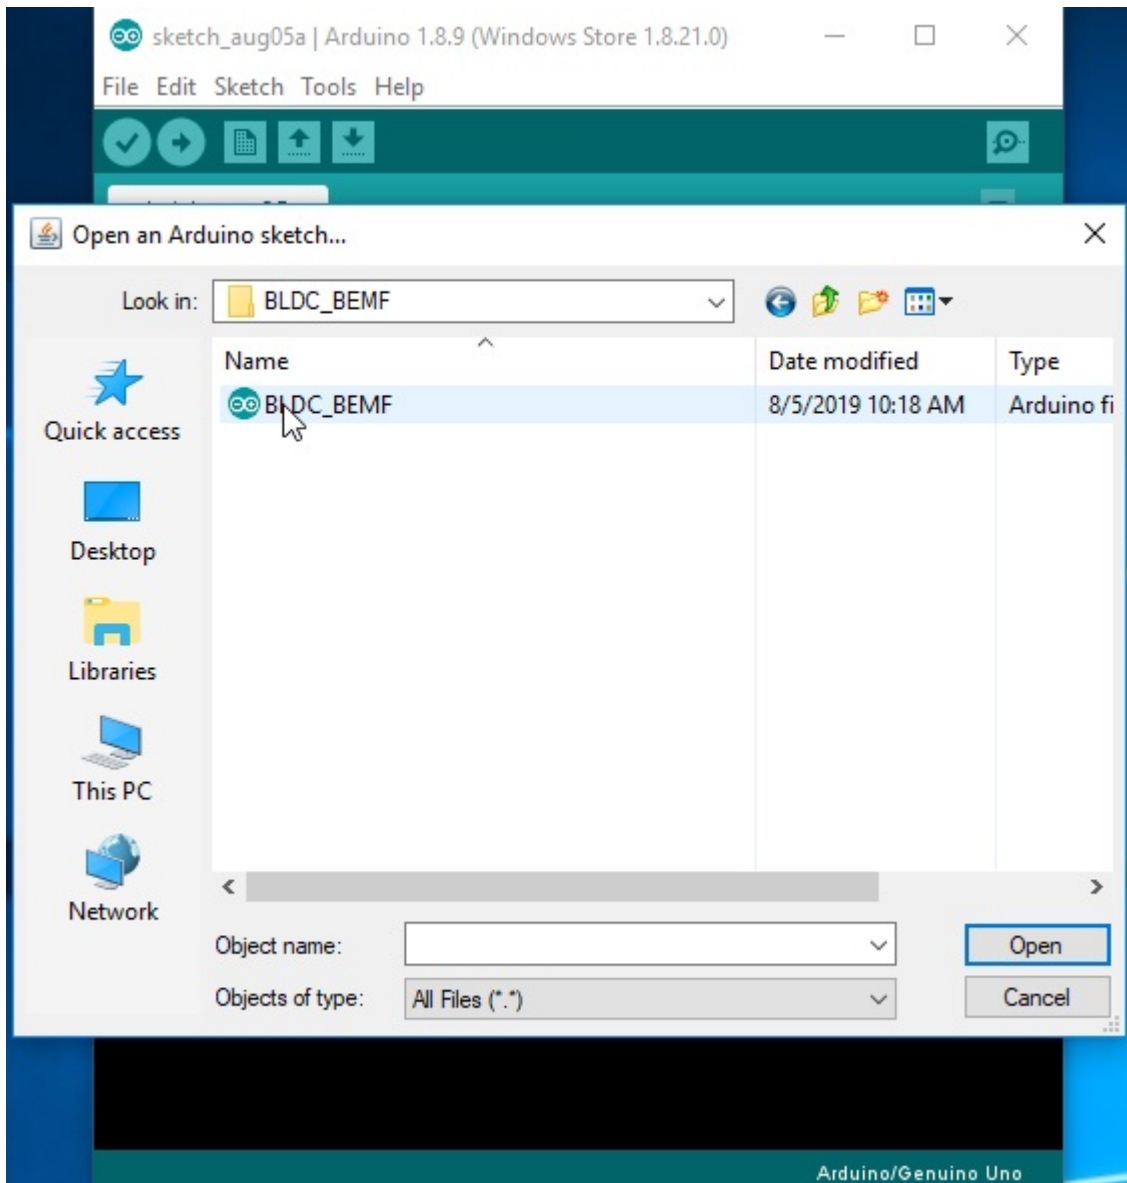 sketch_aug05a | Arduino 1.8.9 (Windows Store 1.8.21.0)
File Edit Sketch Tools Help
Open an Arduino sketch...
Look in: BLDC_BEMF
Name Date modified Type
BLDC_BEMF 8/5/2019 10:18 AM Arduino fi
Quick access
Desktop
Libraries
This PC
Network
Object name: Open
Objects of type: All Files (*.*) Cancel
Arduino/Genuino Uno